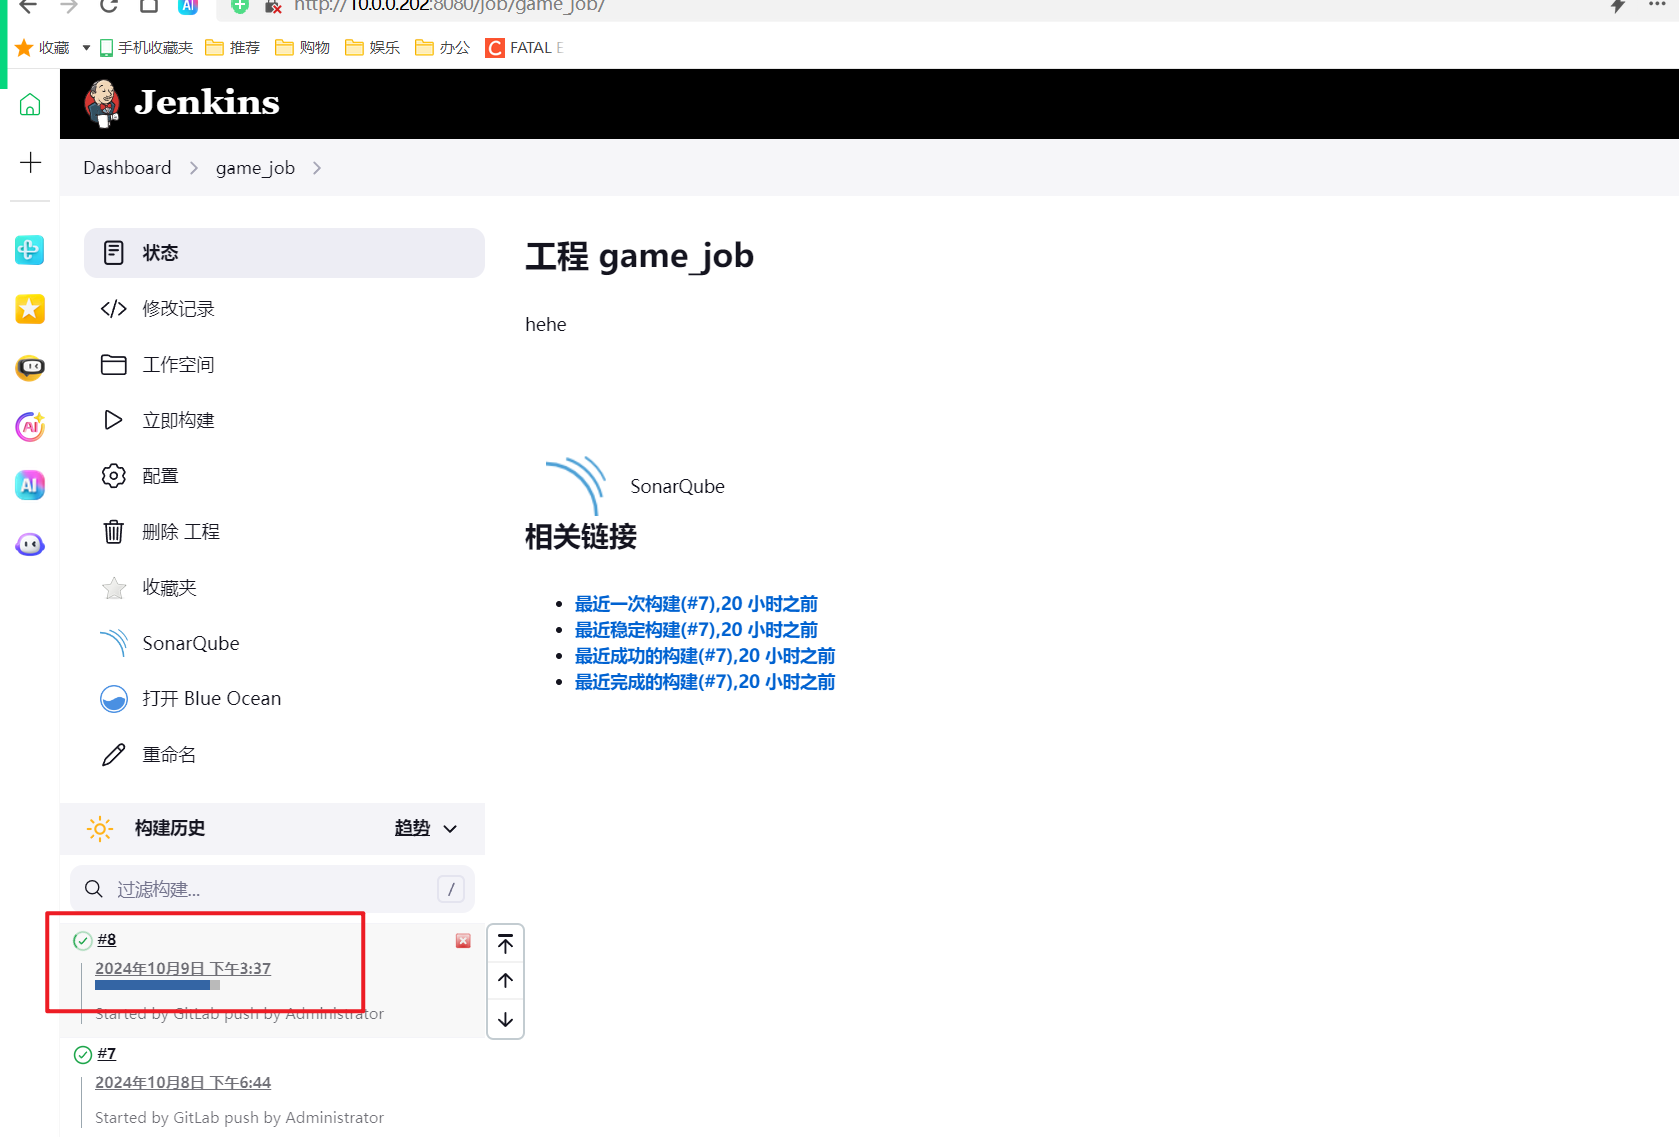 http://10.0.0.202:8080/job/game_job/
收藏 手机收藏夹 推荐 购物 娱乐 办公 C FATAL E
Jenkins
Dashboard game_job
状态
修改记录
工作空间
立即构建
配置
删除 工程
收藏夹
SonarQube
打开 Blue Ocean
重命名
工程 game_job
hehe
SonarQube
相关链接
最近一次构建(#7),20 小时之前
最近稳定构建(#7),20 小时之前
最近成功的构建(#7),20 小时之前
最近完成的构建(#7),20 小时之前
构建历史 趋势
过滤构建... /
#8
2024年10月9日 下午3:37
Started by GitLab push by Administrator
#7
2024年10月8日 下午6:44
Started by GitLab push by Administrator
AI
AI
AI